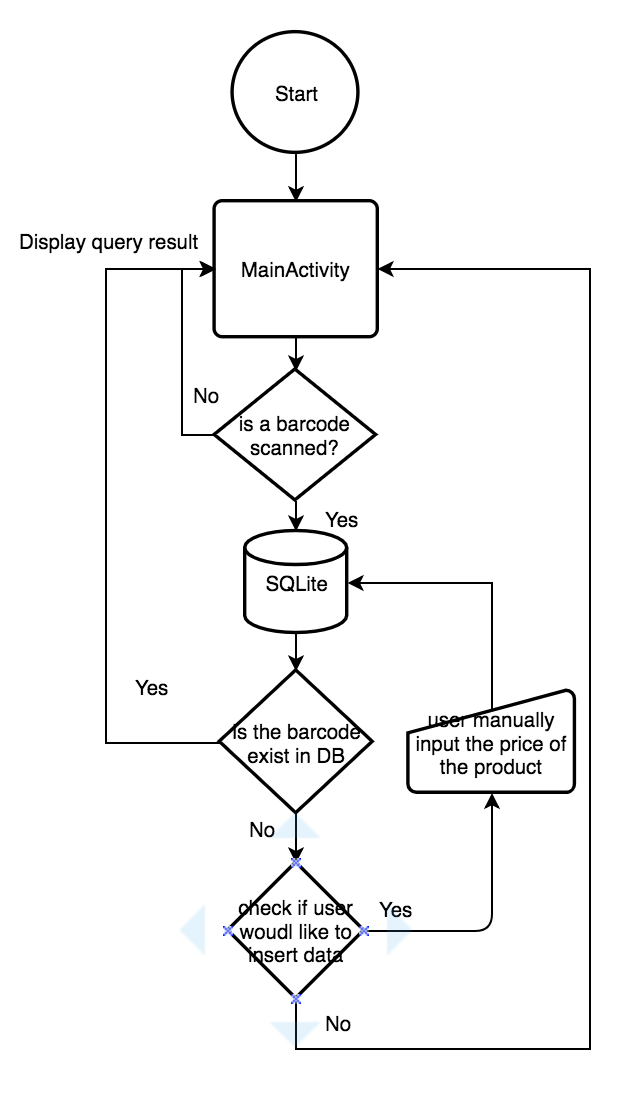 Start
Display query result
MainActivity
No
is a barcode
scanned?
Yes
SQLite
Yes
is the barcode
exist in DB
user manually
input the price of
the product
No
check if user
woudl like to
insert data
Yes
No